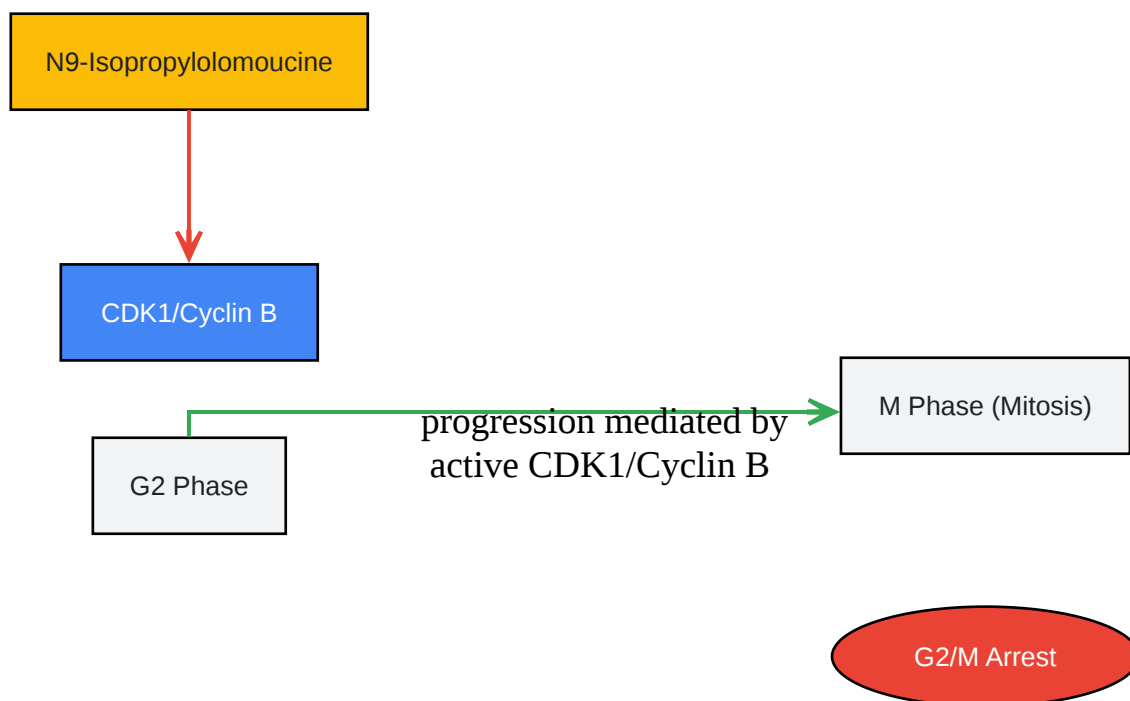 N9-Isopropylolomoucine
CDK1/Cyclin B
progression mediated by
active CDK1/Cyclin B
M Phase (Mitosis)
G2 Phase
G2/M Arrest